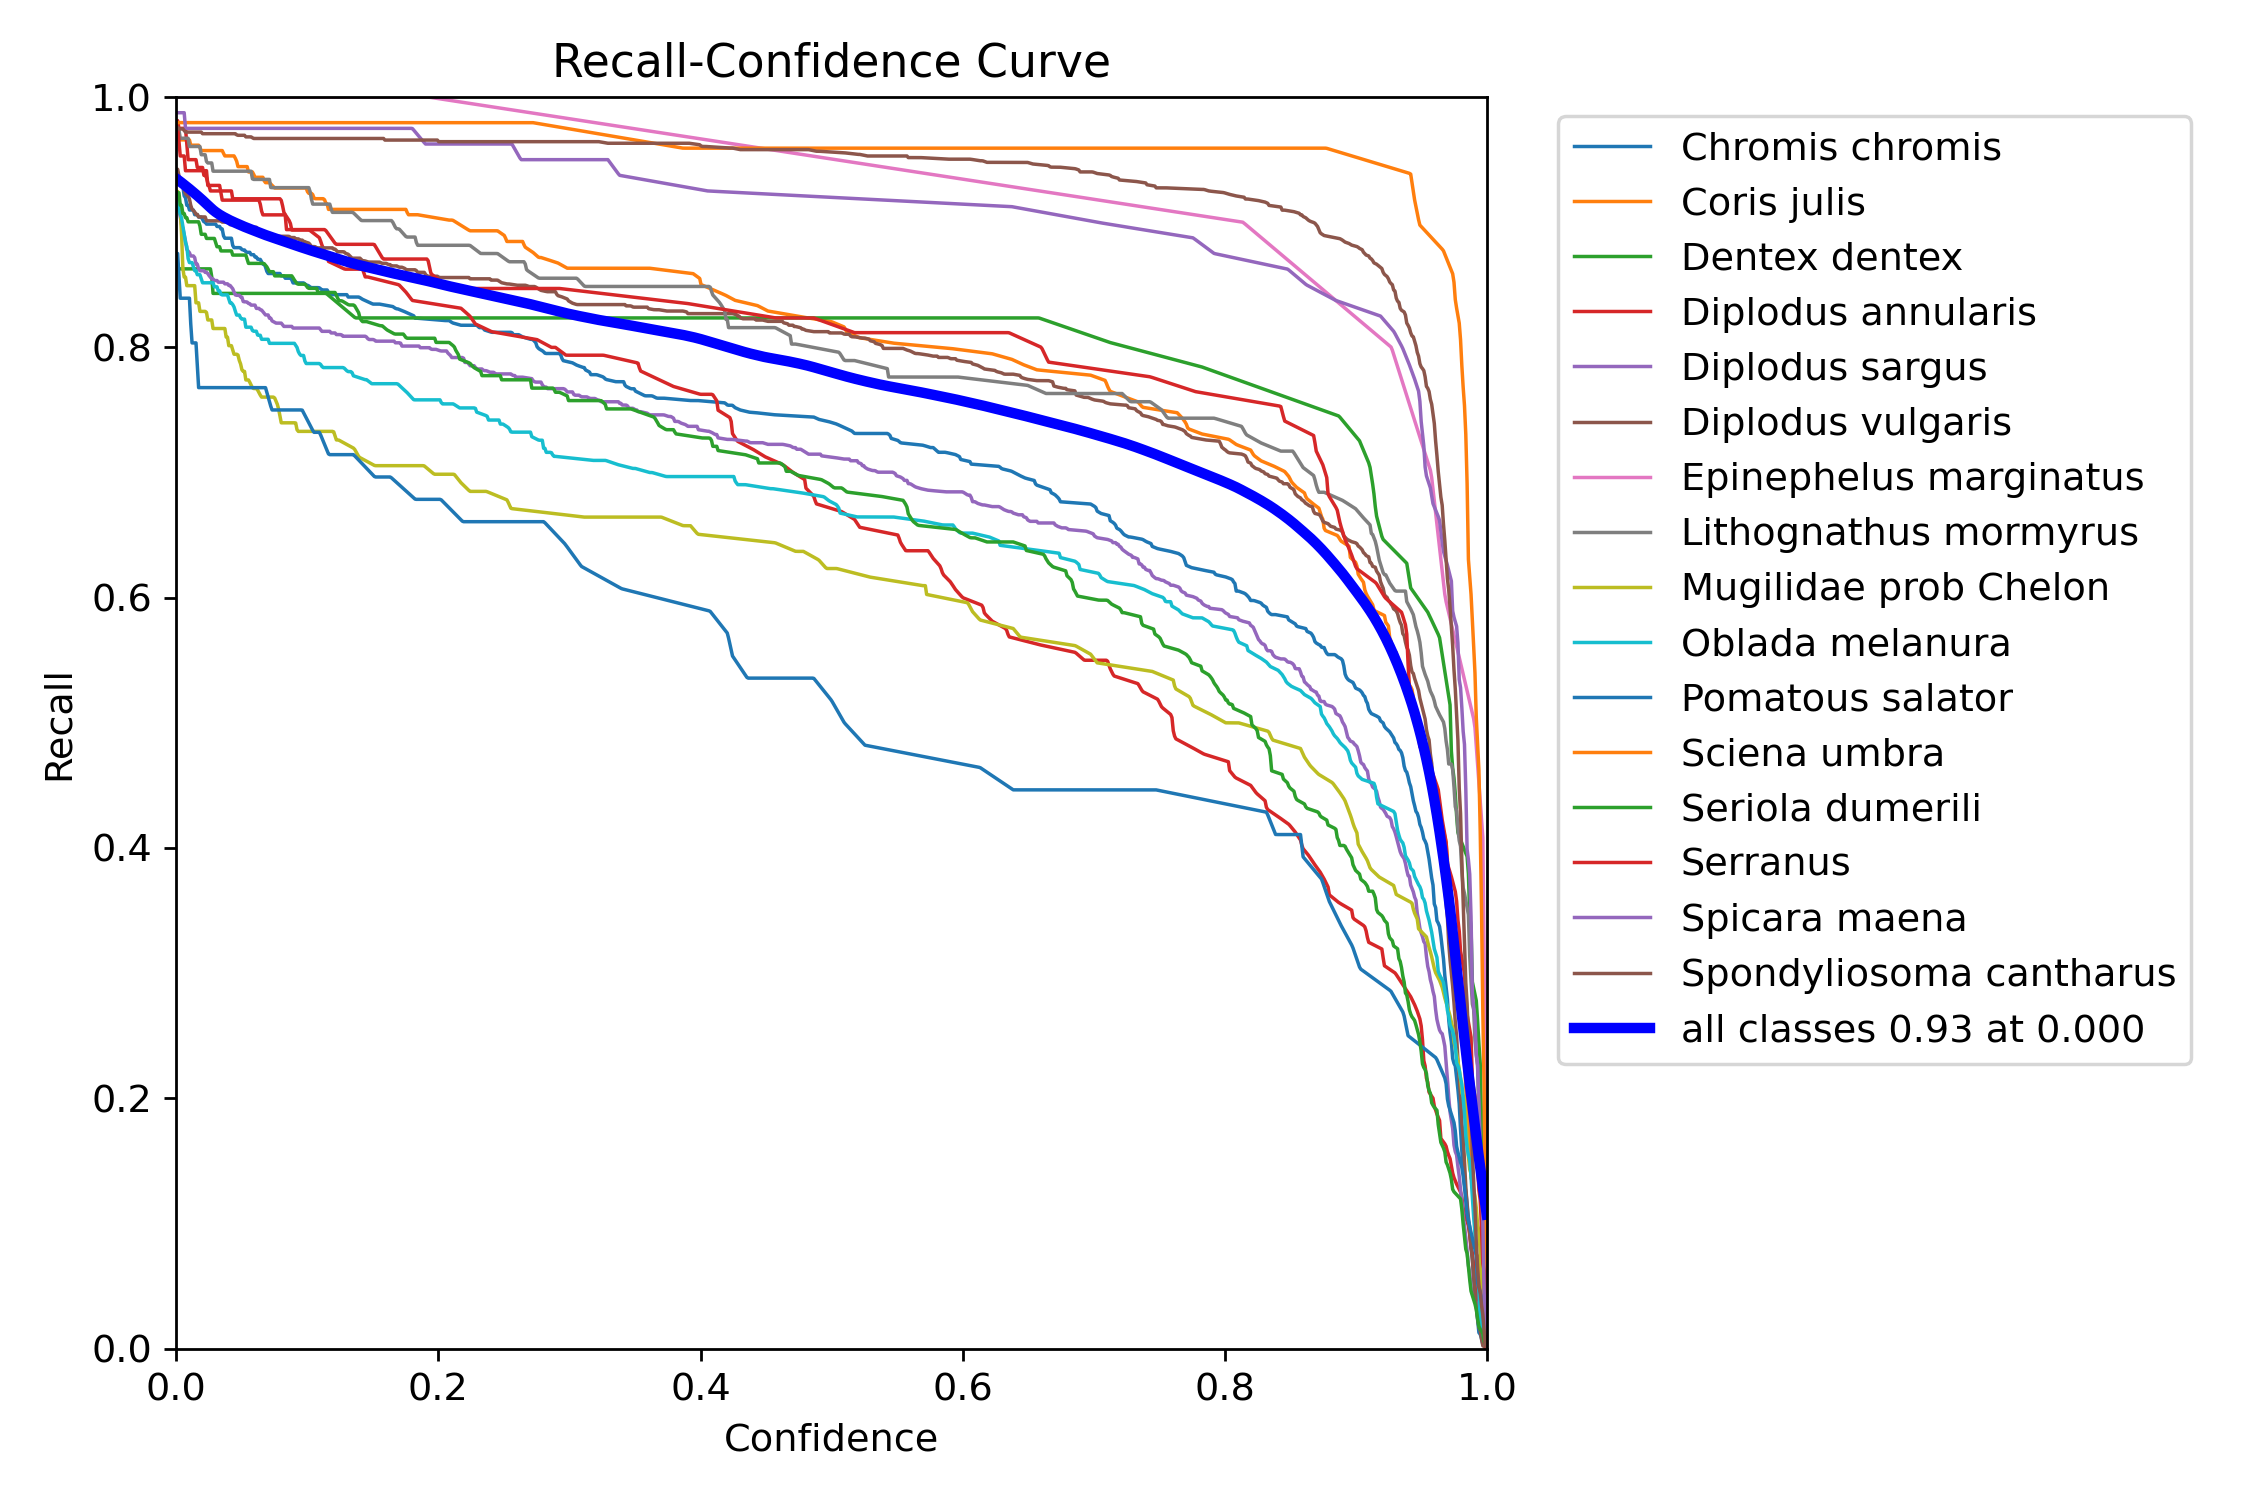 Recall-Confidence Curve
1.0
0.8
0.6
0.4
0.2
0.0
Recall
0.0 0.2 0.4 0.6 0.8 1.0
Confidence
Chromis chromis
Coris julis
Dentex dentex
Diplodus annularis
Diplodus sargus
Diplodus vulgaris
Epinephelus marginatus
Lithognathus mormyrus
Mugilidae prob Chelon
Oblada melanura
Pomatous salator
Sciena umbra
Seriola dumerili
Serranus
Spicara maena
Spondyliosoma cantharus
all classes 0.93 at 0.000